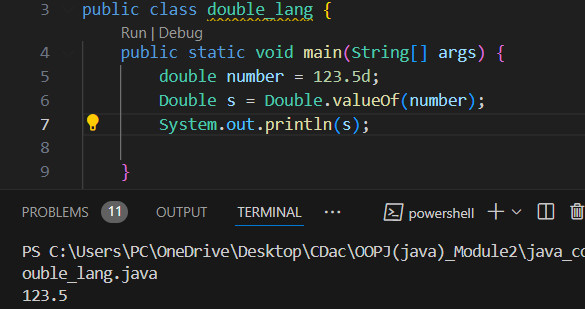 3 public class double_lang {
Run | Debug
4 public static void main(String[] args) {
5 double number = 123.5d;
6 Double s = Double.valueOf(number);
7 System.out.println(s);
8
9 }
PROBLEMS 11 OUTPUT TERMINAL ··· powershell
PS C:\Users\PC\OneDrive\Desktop\CDac\OOPJ(java)_Module2\java_co
ouble_lang.java
123.5